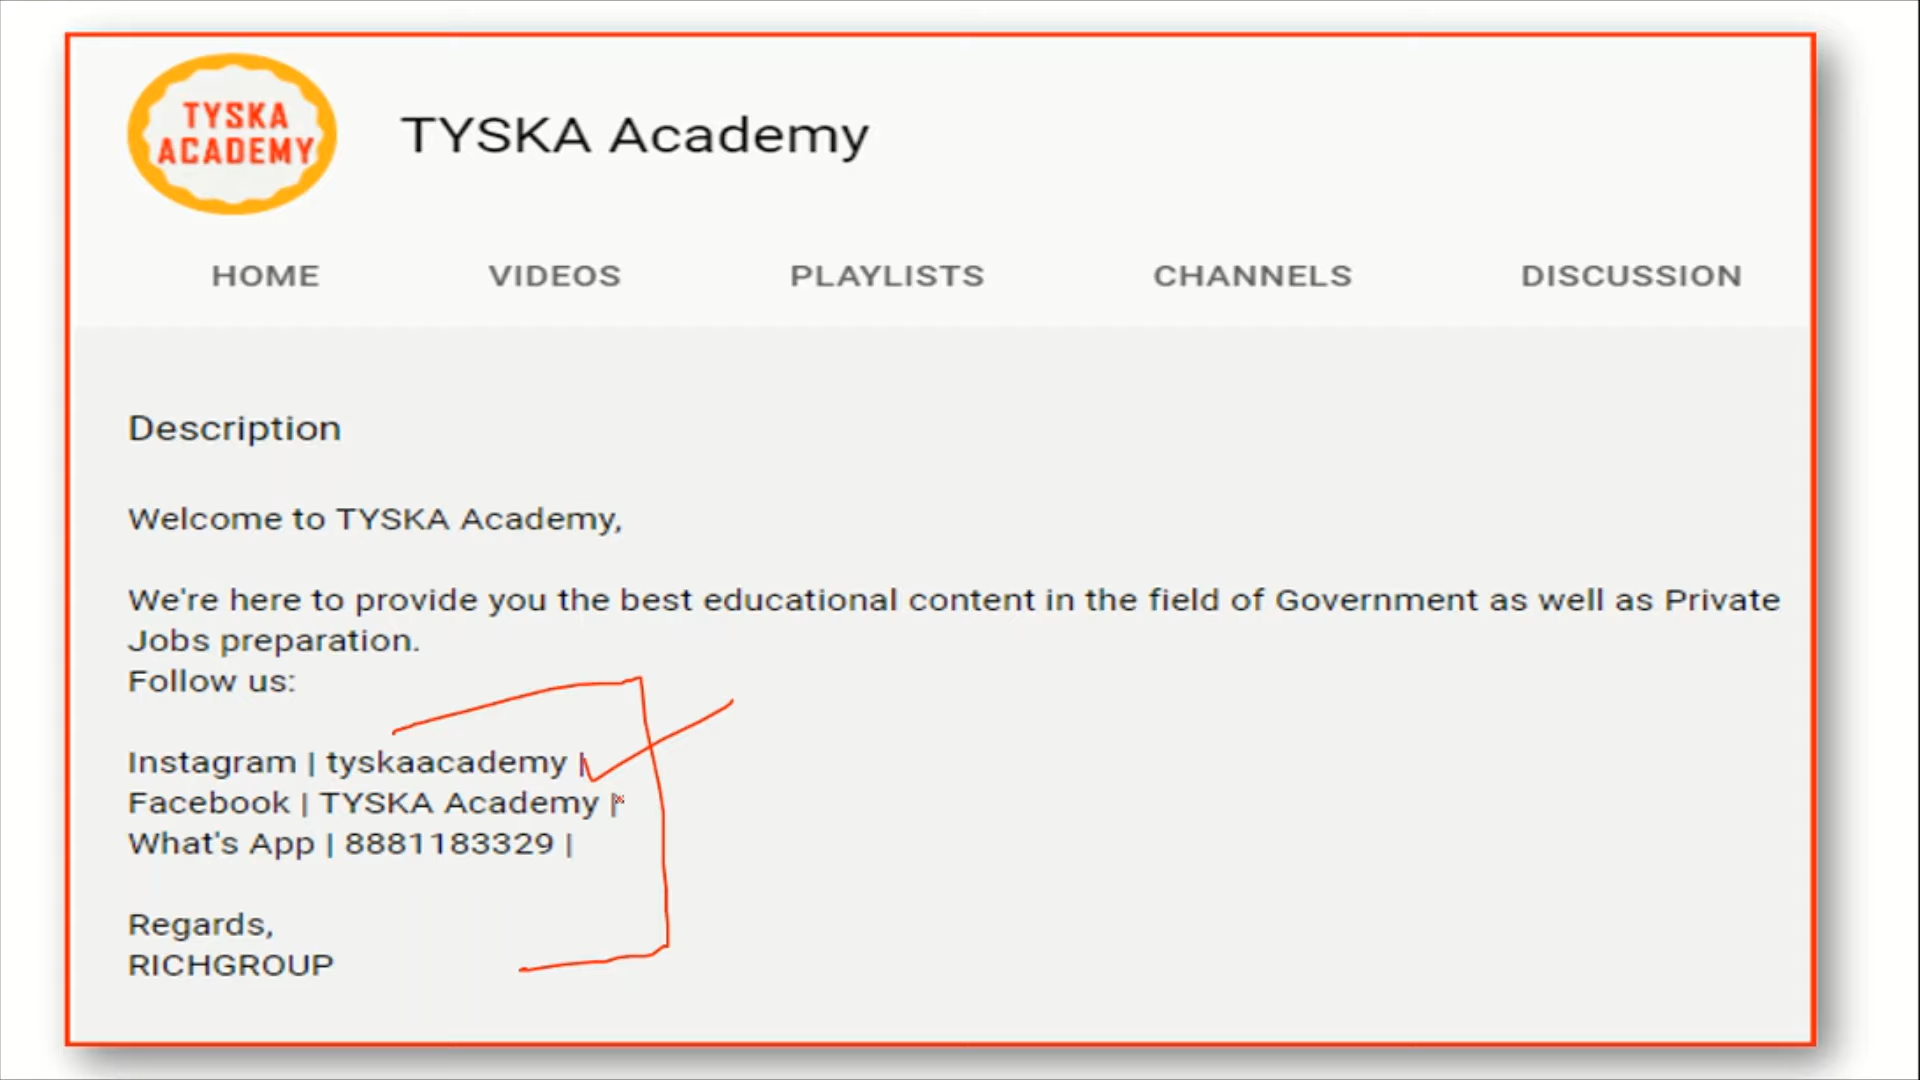 TYSKA
ACADEMY
TYSKA Academy
HOME VIDEOS PLAYLISTS CHANNELS DISCUSSION
Description
Welcome to TYSKA Academy,
We're here to provide you the best educational content in the field of Government as well as Private
Jobs preparation.
Follow us:
Instagram | tyskaacademy |
Facebook | TYSKA Academy |
What's App | 8881183329 |
Regards,
RICHGROUP